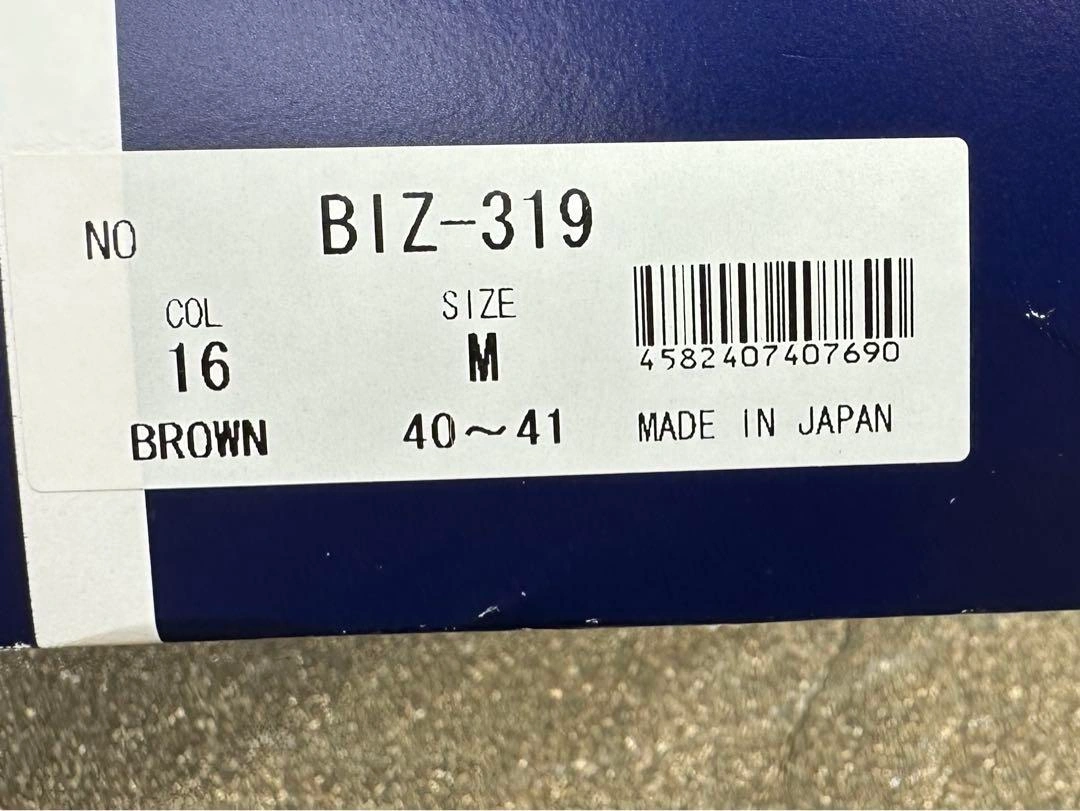 NO BIZ-319
COL SIZE
16 M
4582407407690
BROWN 40～41 MADE IN JAPAN